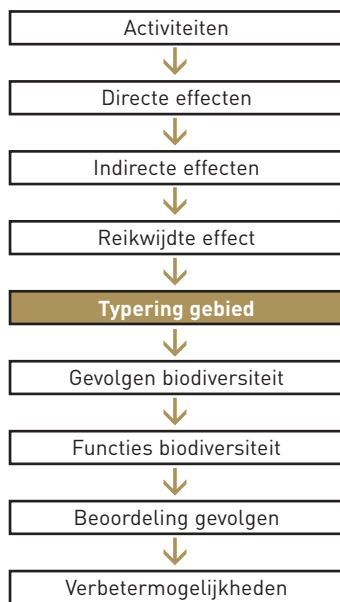 Activiteiten
Directe effecten
Indirecte effecten
Reikwijdte effect
Typering gebied
Gevolgen biodiversiteit
Functies biodiversiteit
Beoordeling gevolgen
Verbetermogelijkheden